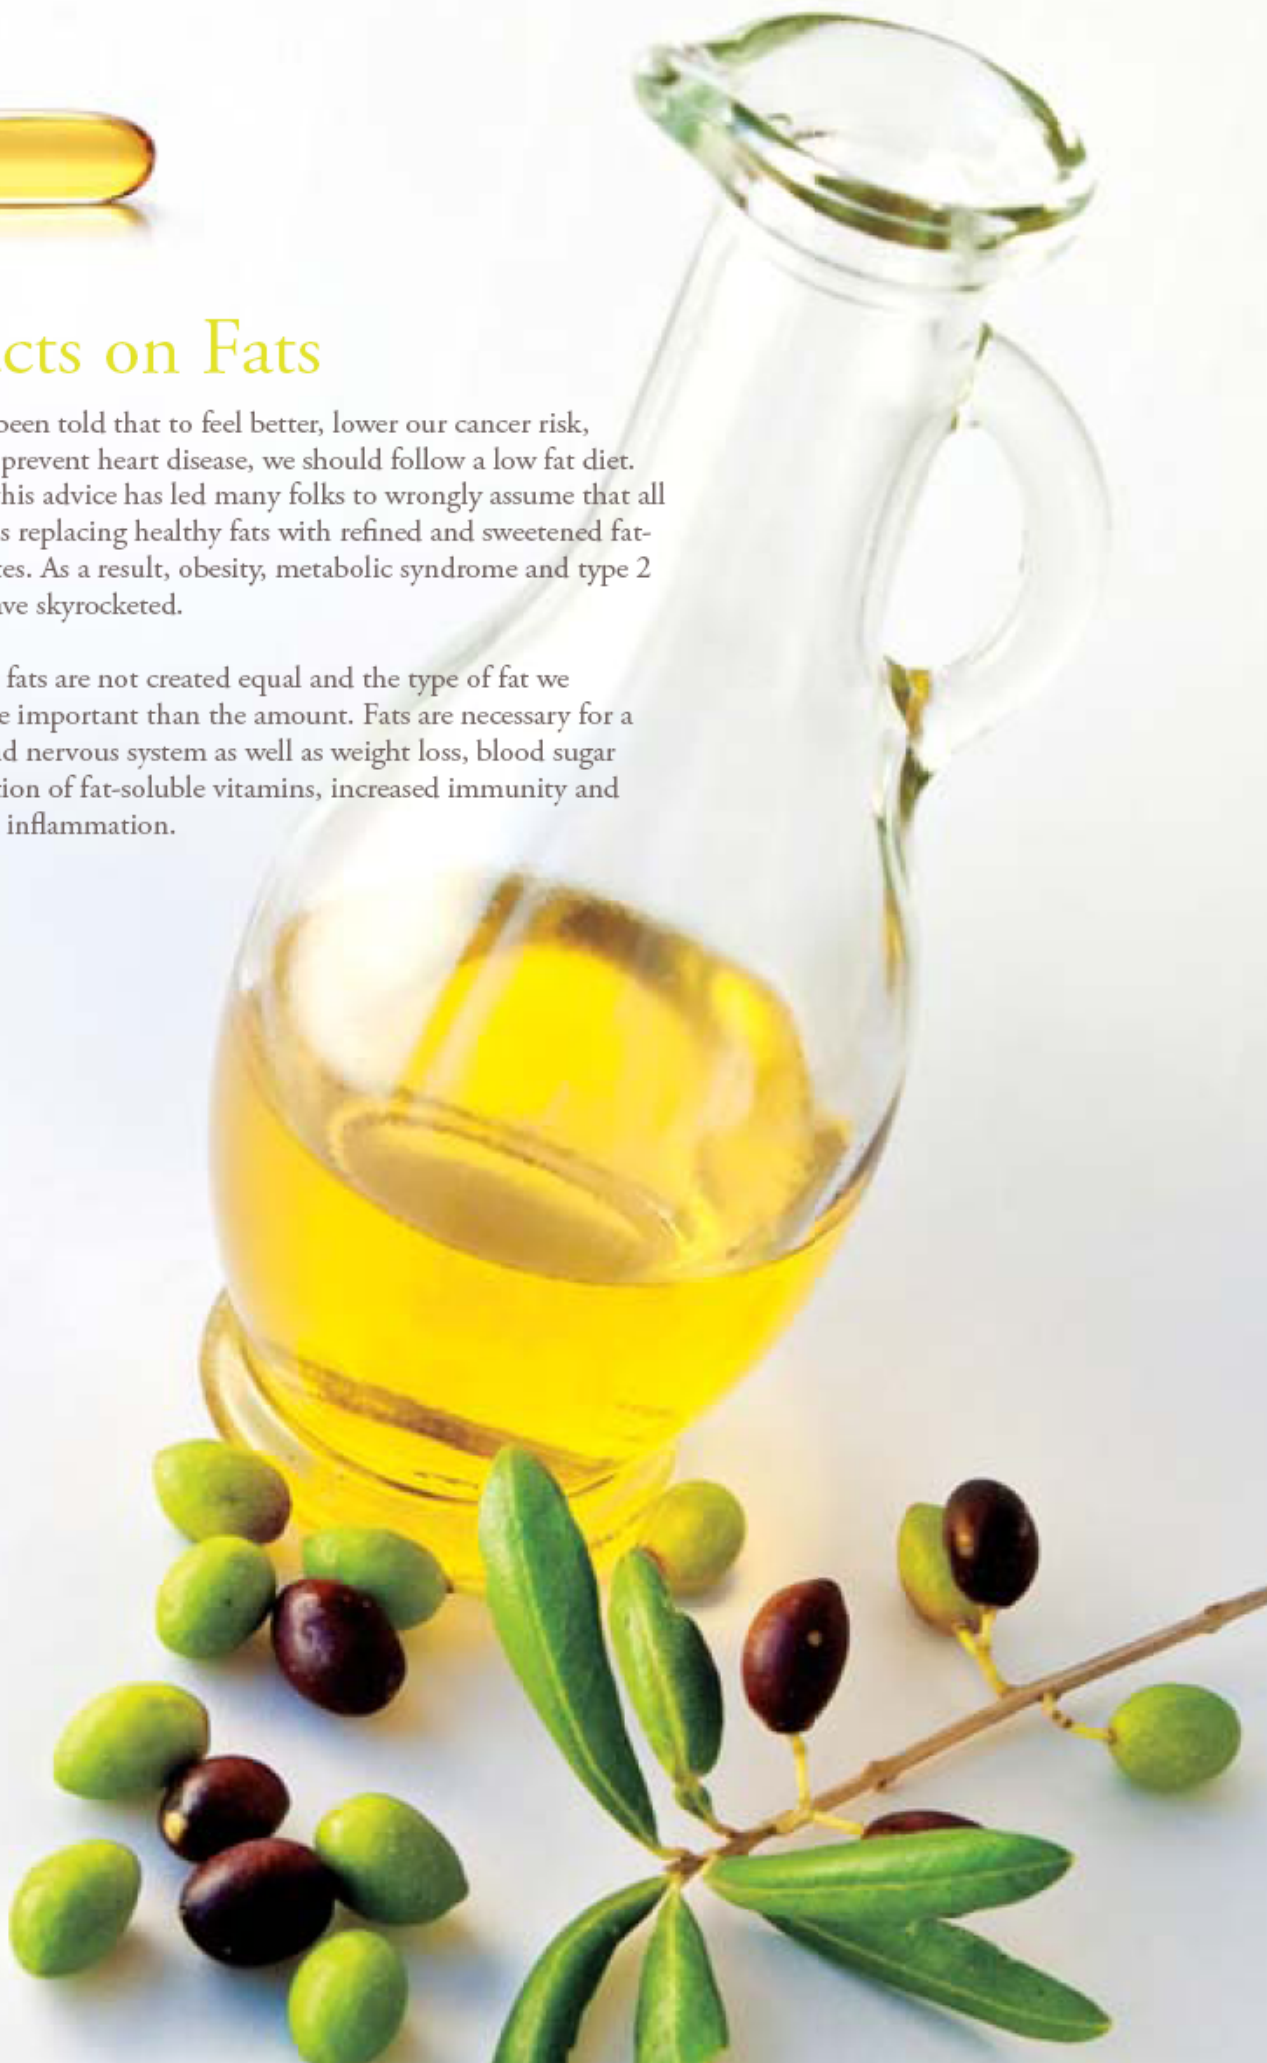 cts on Fats
been told that to feel better, lower our cancer risk,
prevent heart disease, we should follow a low fat diet.
his advice has led many folks to wrongly assume that all
s replacing healthy fats with refined and sweetened fat-
es. As a result, obesity, metabolic syndrome and type 2
ve skyrocketed.
fats are not created equal and the type of fat we
e important than the amount. Fats are necessary for a
d nervous system as well as weight loss, blood sugar
tion of fat-soluble vitamins, increased immunity and
inflammation.